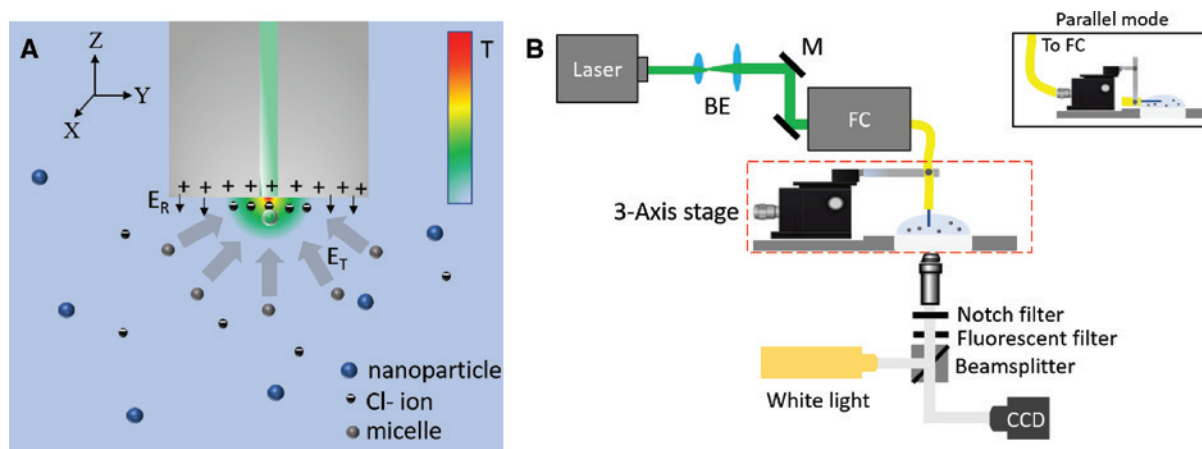 A
Z
Y
X
T
+ + + + + + + + +
E_R
E_T
nanoparticle
Cl- ion
micelle
B
Laser
BE
M
FC
Parallel mode
To FC
3-Axis stage
Notch filter
Fluorescent filter
Beamsplitter
White light
CCD